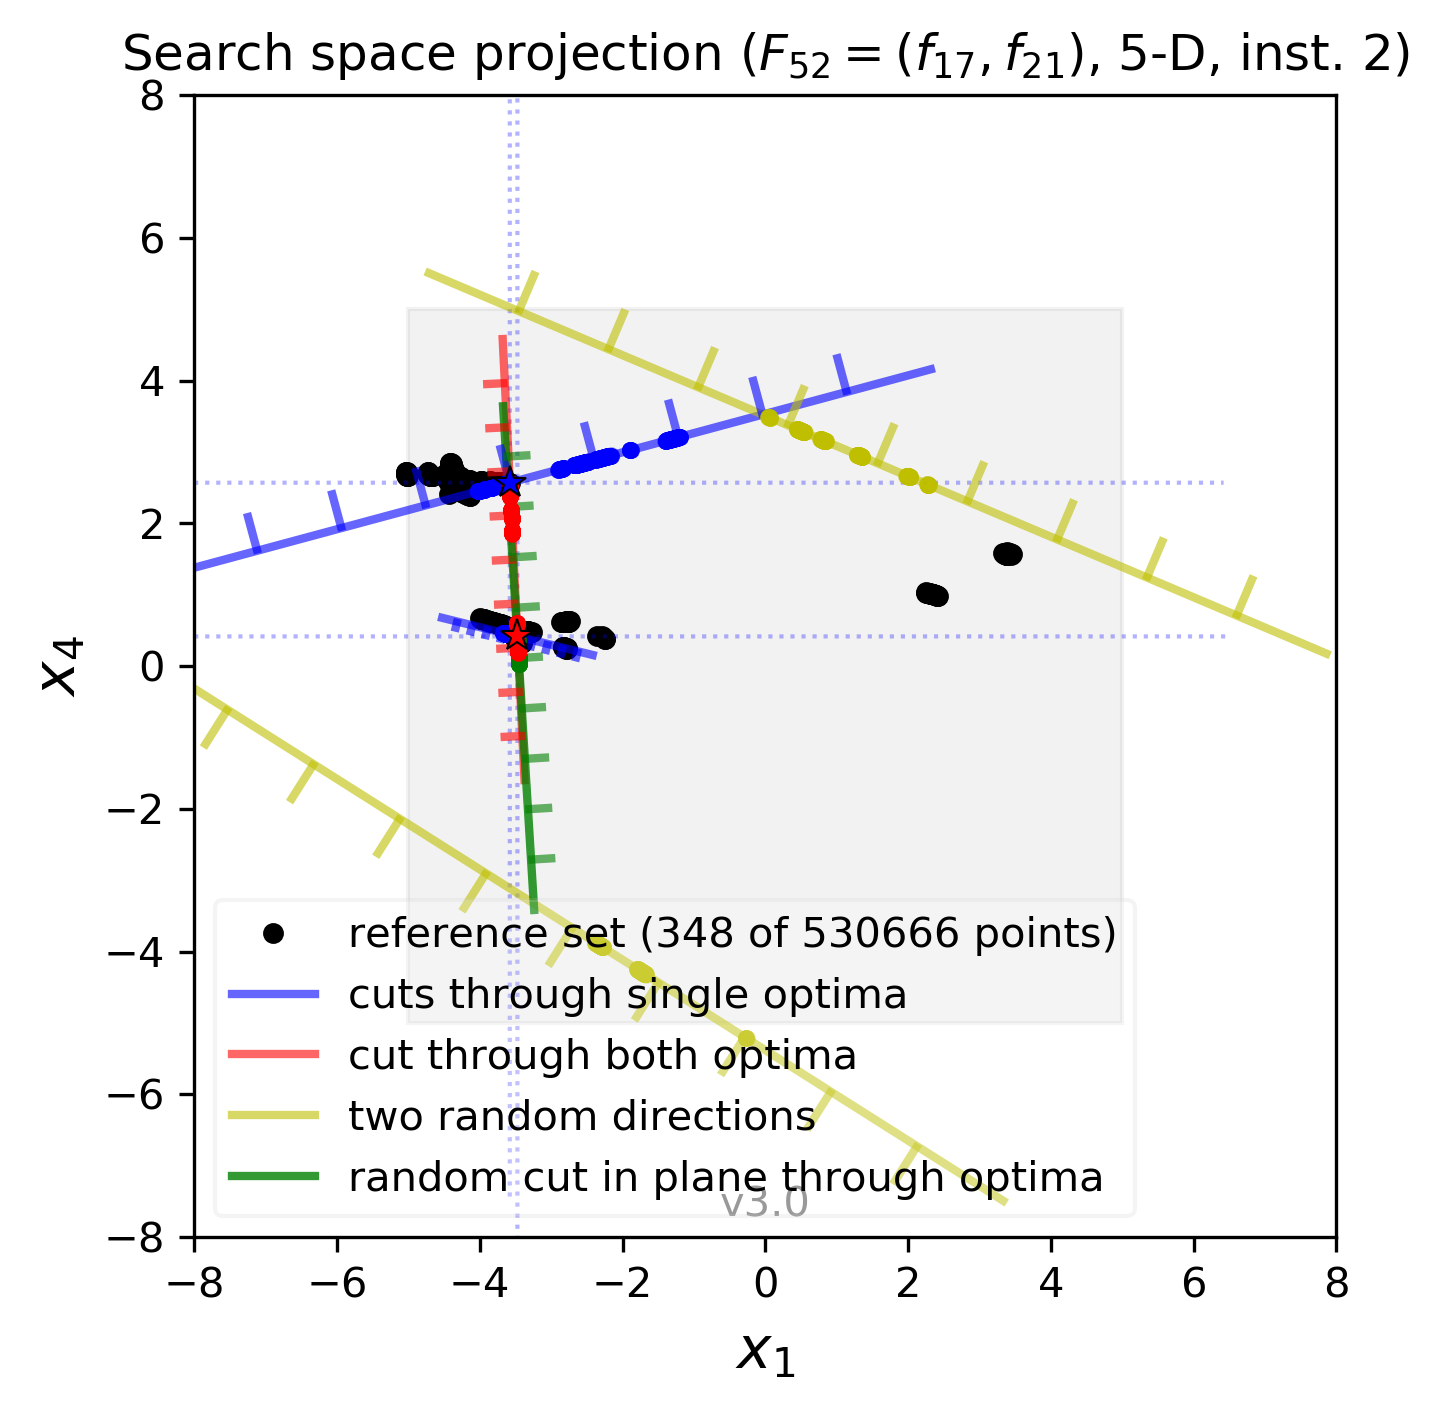 Search space projection (F52 = (f17, f21), 5-D, inst. 2)
8
6
4
2
0
−2
−4
−6
−8
x4
reference set (348 of 530666 points)
cuts through single optima
cut through both optima
two random directions
random cut in plane through optima
v3.0
−8 −6 −4 −2 0 2 4 6 8
x1